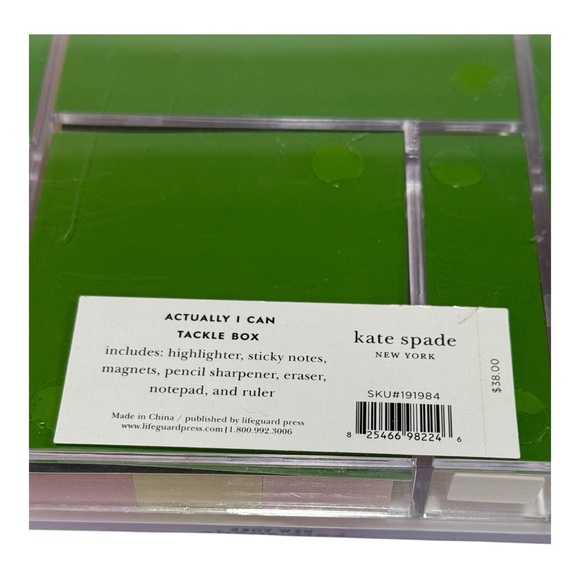 ACTUALLY I CAN
TACKLE BOX
includes: highlighter, sticky notes,
magnets, pencil sharpener, eraser,
notepad, and ruler
Made in China / published by lifeguard press
www.lifeguardpress.com | 1.800.992.3006
kate spade
NEW YORK
SKU#191984
8 25466 98224 6
$38.00
NEW YORK